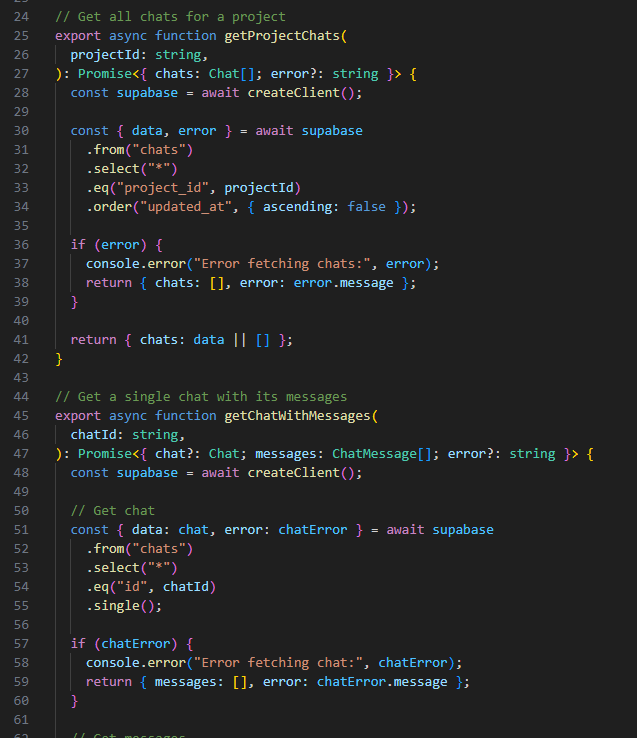 24 // Get all chats for a project
25 export async function getProjectChats(
26   projectId: string,
27 ): Promise<{ chats: Chat[]; error?: string }> {
28   const supabase = await createClient();
29
30   const { data, error } = await supabase
31     .from("chats")
32     .select("*")
33     .eq("project_id", projectId)
34     .order("updated_at", { ascending: false });
35
36   if (error) {
37     console.error("Error fetching chats:", error);
38     return { chats: [], error: error.message };
39   }
40
41   return { chats: data || [] };
42 }
43
44 // Get a single chat with its messages
45 export async function getChatWithMessages(
46   chatId: string,
47 ): Promise<{ chat?: Chat; messages: ChatMessage[]; error?: string }> {
48   const supabase = await createClient();
49
50   // Get chat
51   const { data: chat, error: chatError } = await supabase
52     .from("chats")
53     .select("*")
54     .eq("id", chatId)
55     .single();
56
57   if (chatError) {
58     console.error("Error fetching chat:", chatError);
59     return { messages: [], error: chatError.message };
60   }
61